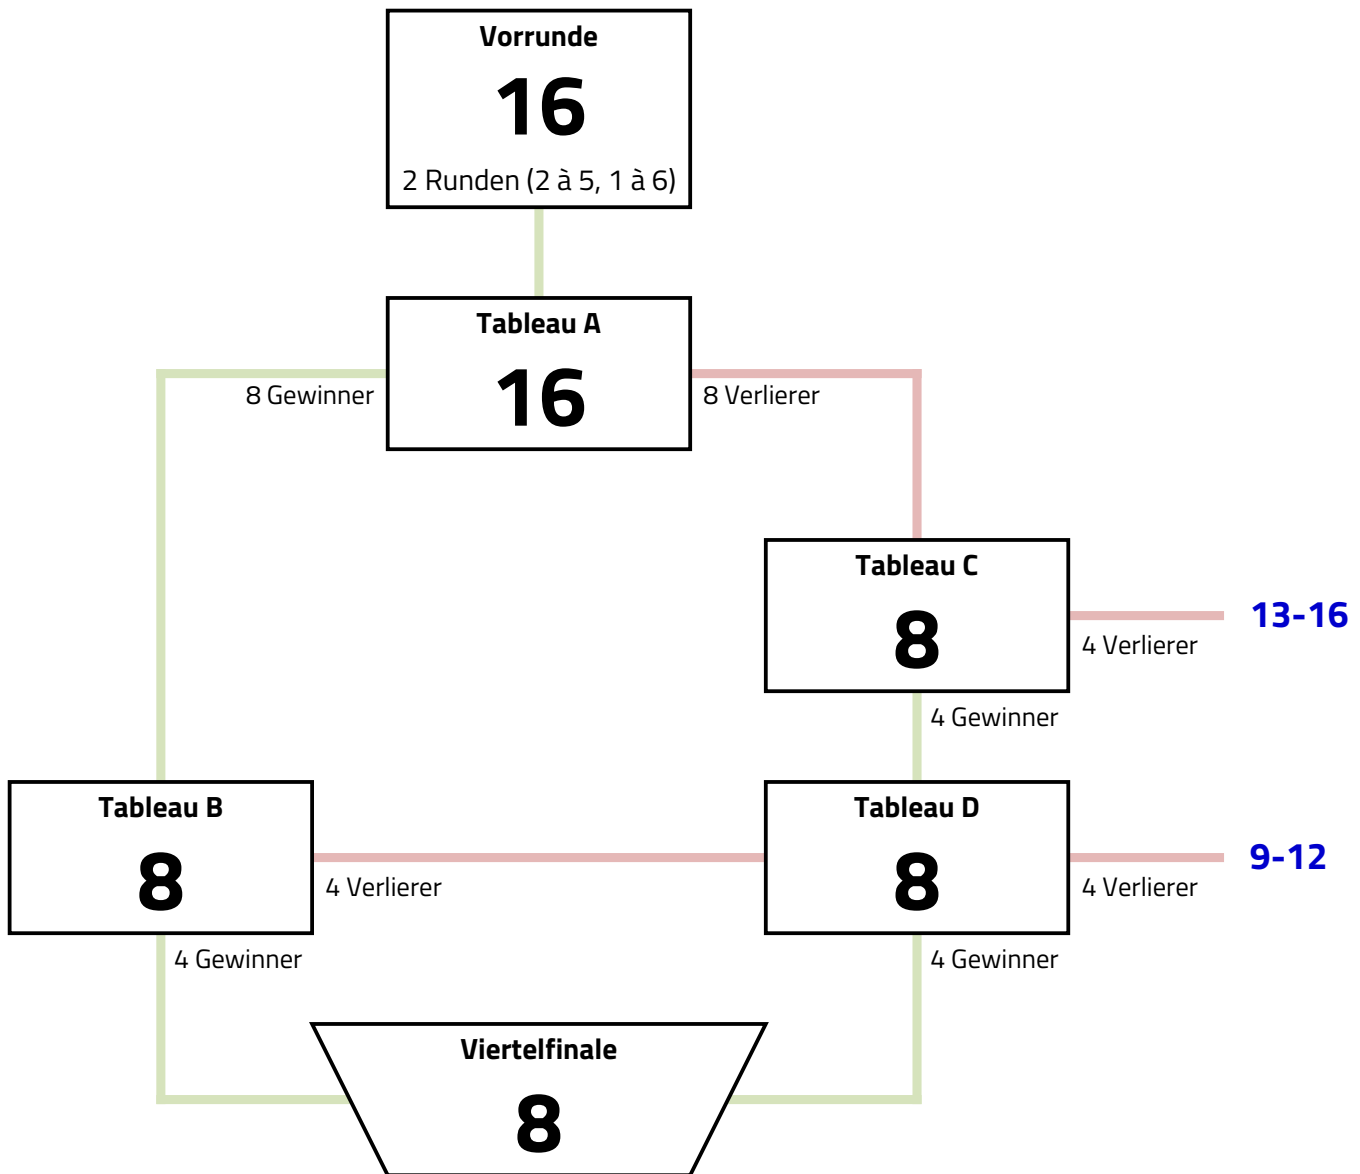 Vorrunde
16
2 Runden (2 à 5, 1 à 6)
Tableau A
16
8 Gewinner
8 Verlierer
Tableau C
8
4 Verlierer
13-16
4 Gewinner
Tableau B
8
4 Verlierer
4 Gewinner
Tableau D
8
4 Verlierer
9-12
4 Gewinner
Viertelfinale
8